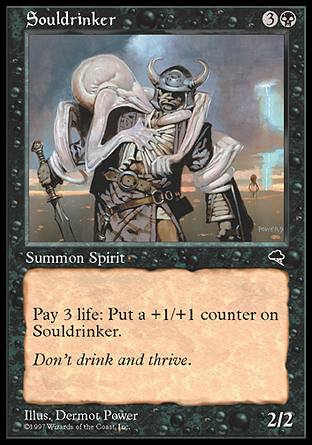 Souldrinker 3
Summon Spirit
Pay 3 life: Put a +1/+1 counter on
Souldrinker.
Don't drink and thrive.
Illus. Dermot Power
©1997 Wizards of the Coast, Inc.
2/2